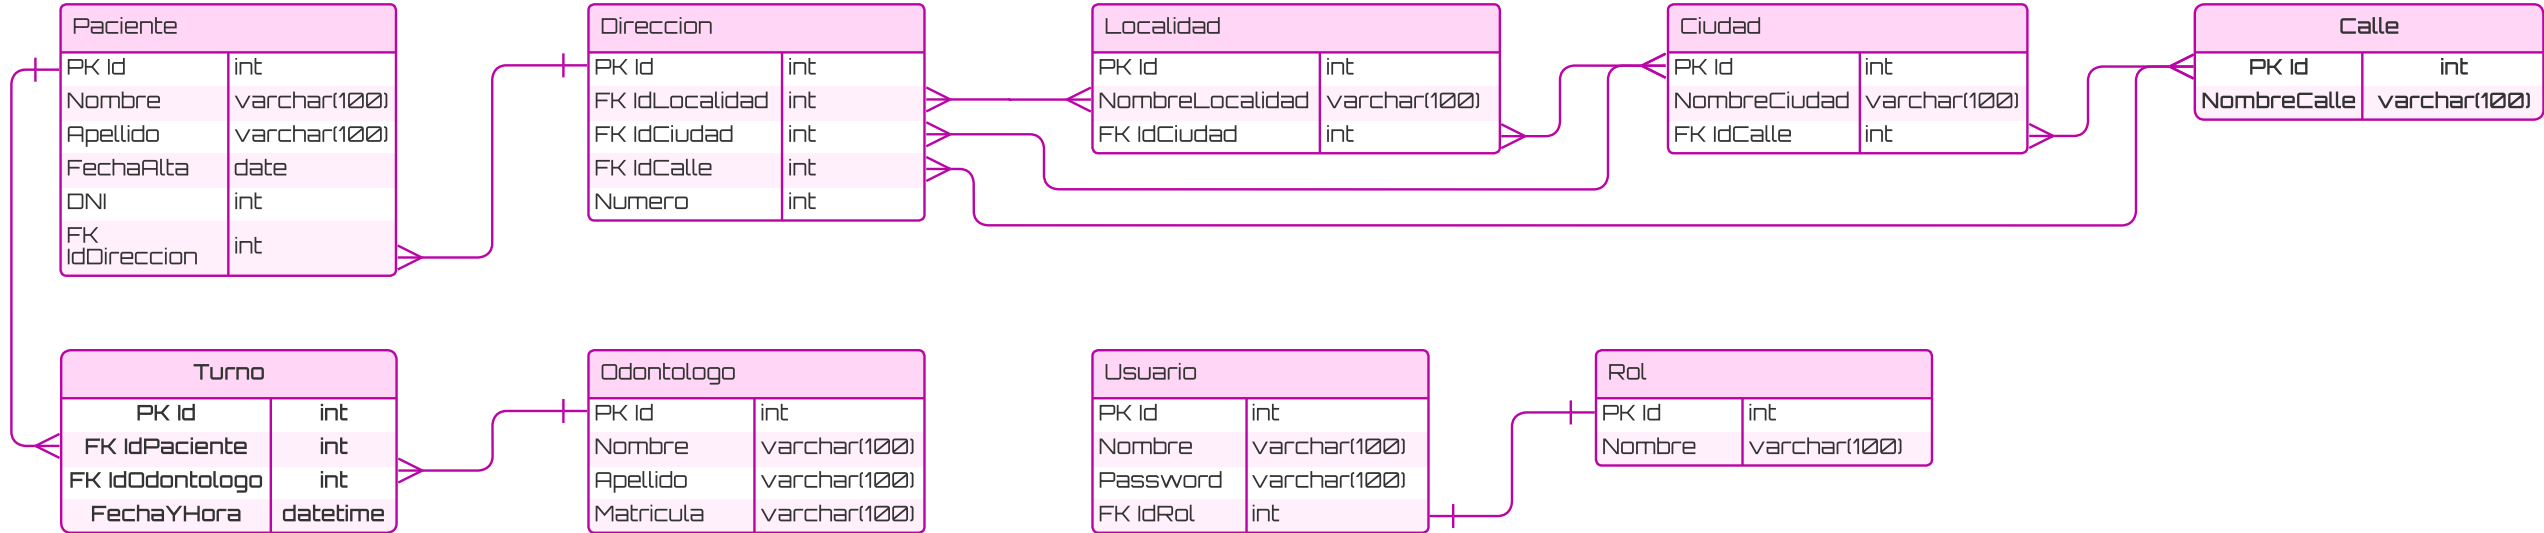 Paciente
PK Id int
Nombre varchar(100)
Apellido varchar(100)
FechaAlta date
DNI int
FK
IdDireccion int
Direccion
PK Id int
FK IdLocalidad int
FK IdCiudad int
FK IdCalle int
Numero int
Localidad
PK Id int
NombreLocalidad varchar(100)
FK IdCiudad int
Ciudad
PK Id int
NombreCiudad varchar(100)
FK IdCalle int
Calle
PK Id int
NombreCalle varchar(100)
Turno
PK Id int
FK IdPaciente int
FK IdOdontologo int
FechaYHora datetime
Odontologo
PK Id int
Nombre varchar(100)
Apellido varchar(100)
Matricula varchar(100)
Usuario
PK Id int
Nombre varchar(100)
Password varchar(100)
FK IdRol int
Rol
PK Id int
Nombre varchar(100)